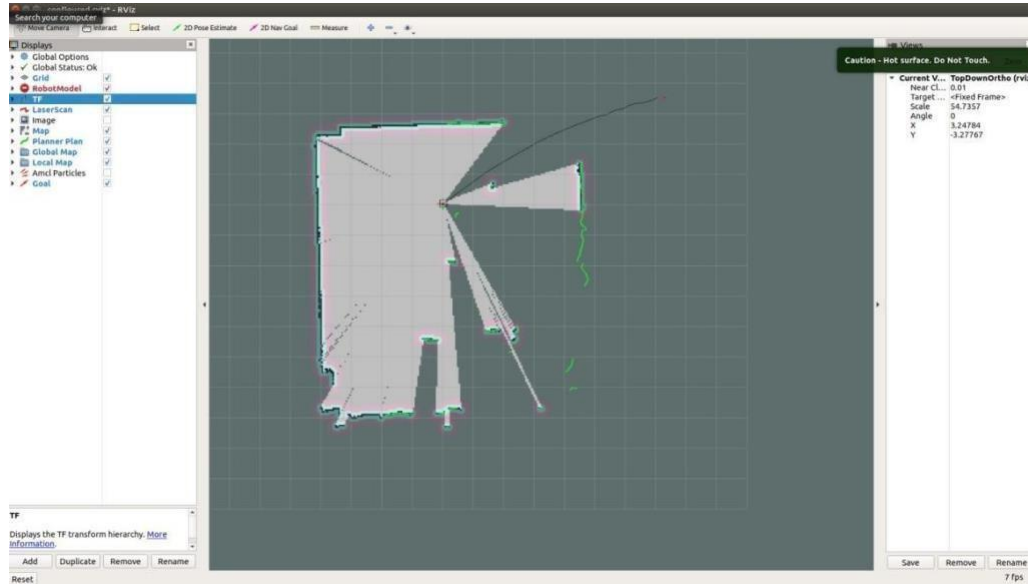 configured.rviz* - RViz
Search your computer
Move Camera Interact Select 2D Pose Estimate 2D Nav Goal Measure
Displays
Global Options
Global Status: Ok
Grid
RobotModel
TF
LaserScan
Image
Map
Planner Plan
Global Map
Local Map
Amcl Particles
Goal
TF
Displays the TF transform hierarchy. More
Information.
Add Duplicate Remove Rename
Reset
Views
Caution - Hot surface. Do Not Touch.
Current V... TopDownOrtho (rviz
Near Cl... 0.01
Target ... <Fixed Frame>
Scale 54.7357
Angle 0
X 3.24784
Y -3.27767
Save Remove Rename
7 fps